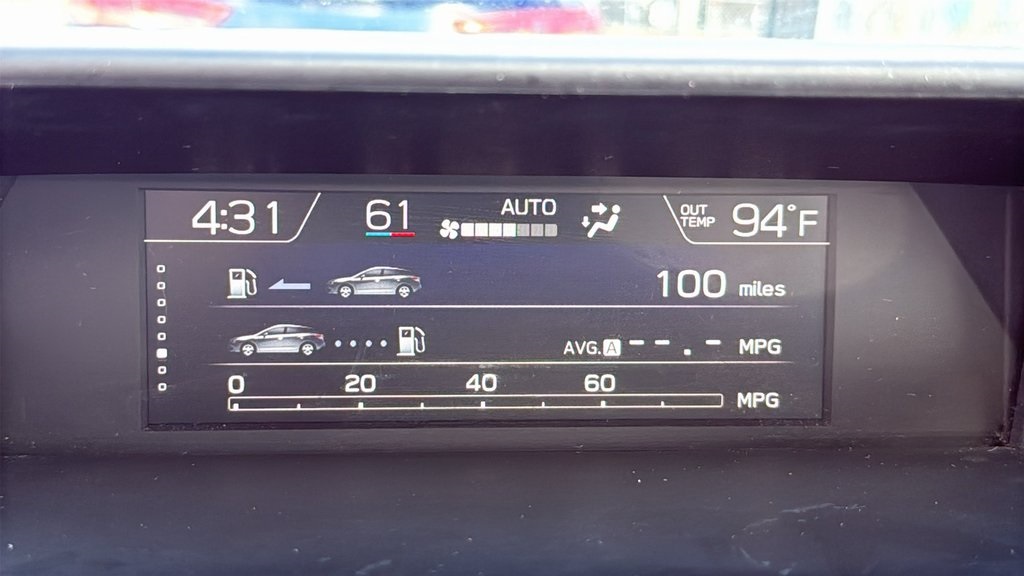 4:31 61 AUTO OUT TEMP 94°F
100 miles
AVG. A --.- MPG
0 20 40 60
MPG